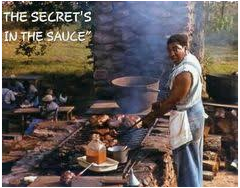 THE SECRET'S
IN THE SAUCE"